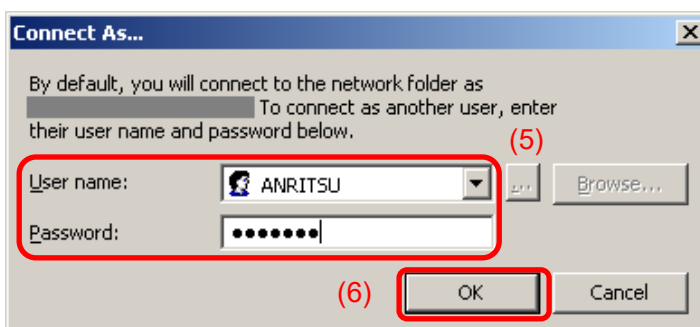 Connect As...
By default, you will connect to the network folder as
To connect as another user, enter
their user name and password below.
(5)
User name: ANRITSU ... Browse...
Password: •••••••
(6) OK Cancel